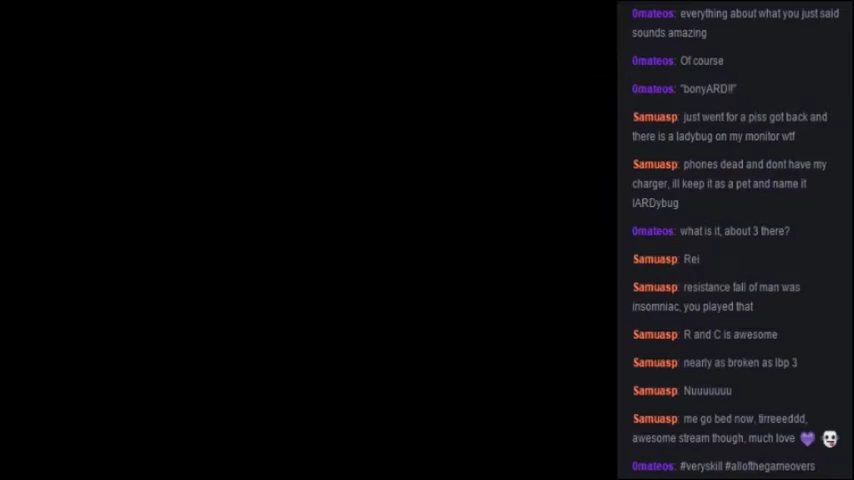 0mateos: everything about what you just said
sounds amazing
0mateos: Of course
0mateos: "bonyARD!!"
Samuasp: just went for a piss got back and
there is a ladybug on my monitor wtf
Samuasp: phones dead and dont have my
charger, ill keep it as a pet and name it
lARDybug
0mateos: what is it, about 3 there?
Samuasp: Rei
Samuasp: resistance fall of man was
insomniac, you played that
Samuasp: R and C is awesome
Samuasp: nearly as broken as lbp 3
Samuasp: Nuuuuuuu
Samuasp: me go bed now, tirreeeddd,
awesome stream though, much love
0mateos: #veryskill #allofthegameovers